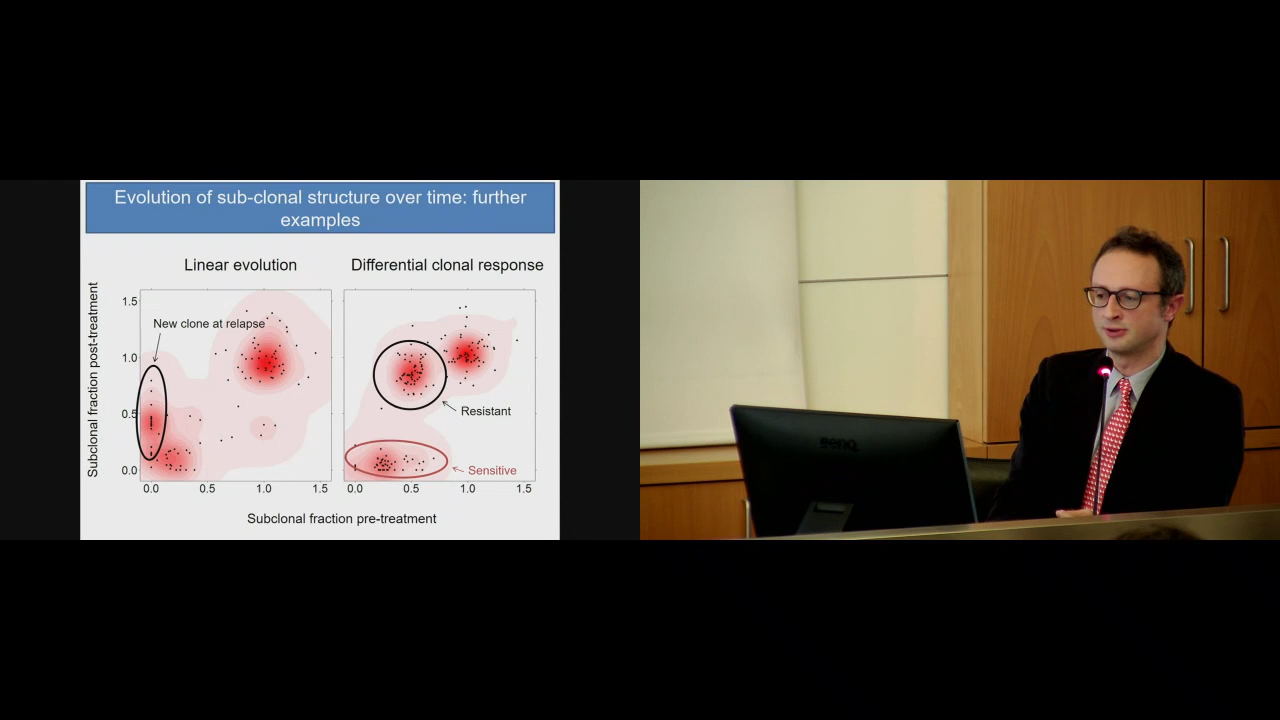 Evolution of sub-clonal structure over time: further
examples
Linear evolution
Differential clonal response
Subclonal fraction post-treatment
1.5
1.0
0.5
0.0
New clone at relapse
Resistant
Sensitive
0.0 0.5 1.0 1.5
0.0 0.5 1.0 1.5
Subclonal fraction pre-treatment
BenQ